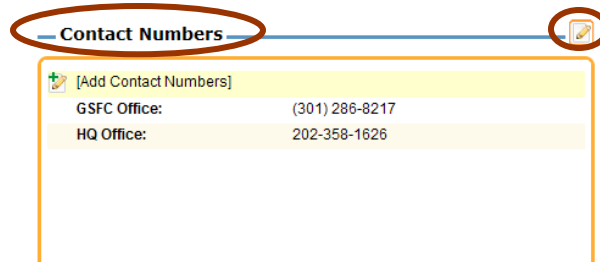 Contact Numbers
[Add Contact Numbers]
GSFC Office: (301) 286-8217
HQ Office: 202-358-1626